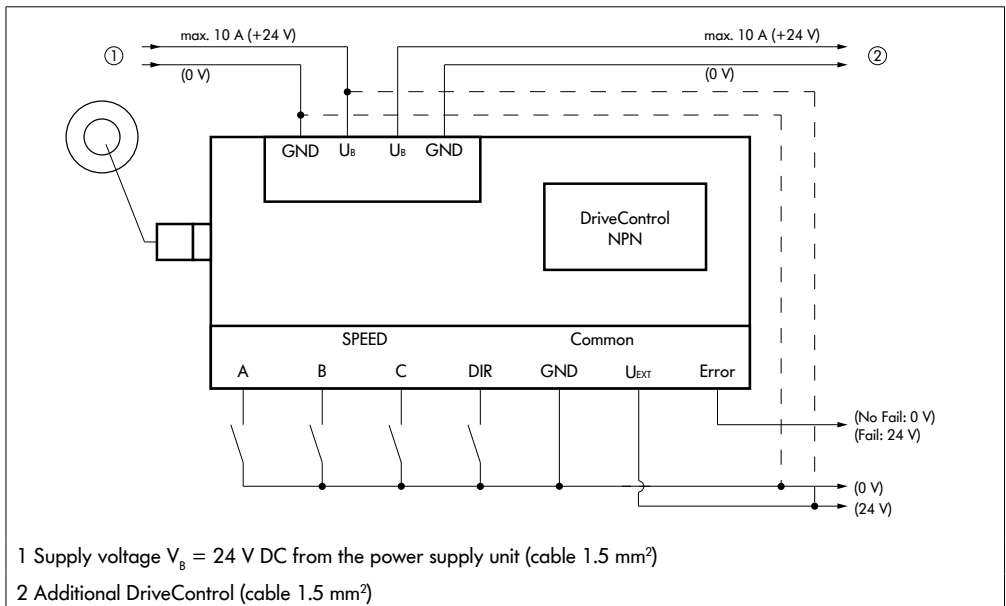 max. 10 A (+24 V)
max. 10 A (+24 V)
1
2
(0 V)
(0 V)
GND U_B U_B GND
DriveControl
NPN
SPEED
Common
A B C DIR GND U_EXT Error
(No Fail: 0 V)
(Fail: 24 V)
(0 V)
(24 V)
1 Supply voltage V_B = 24 V DC from the power supply unit (cable 1.5 mm²)
2 Additional DriveControl (cable 1.5 mm²)